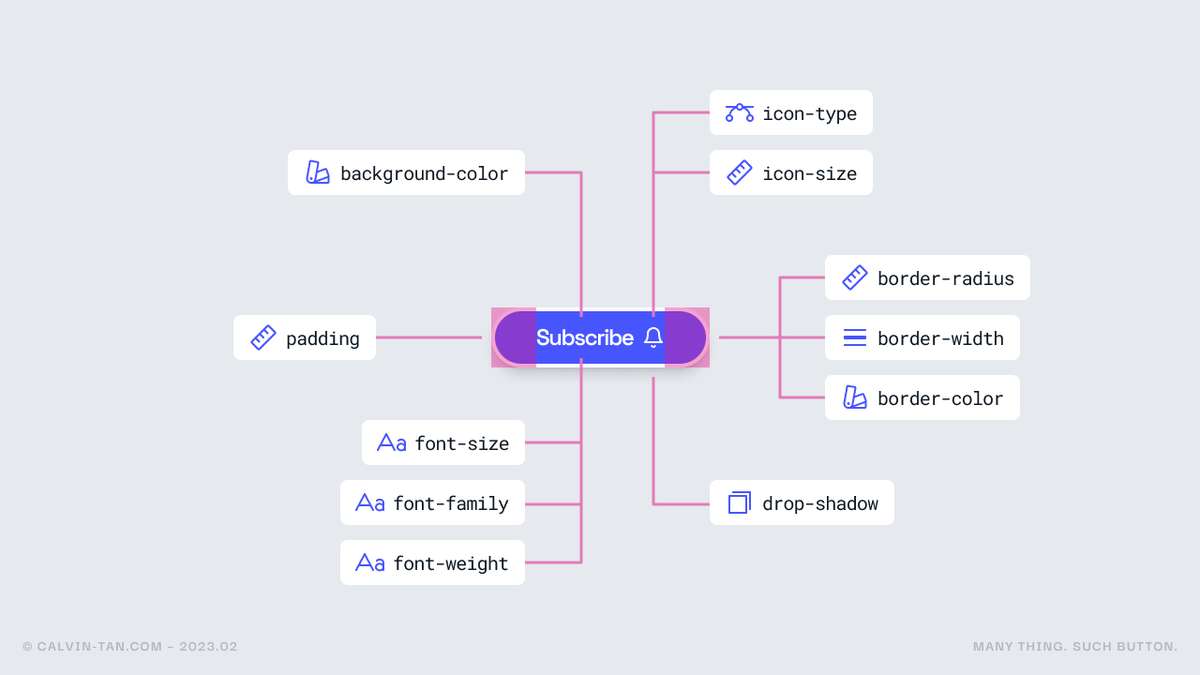 icon-type
background-color
icon-size
border-radius
padding
Subscribe
border-width
border-color
Aa font-size
Aa font-family
drop-shadow
Aa font-weight
© CALVIN-TAN.COM – 2023.02
MANY THING. SUCH BUTTON.